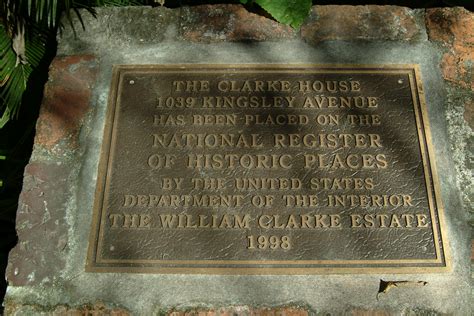 THE CLARKE HOUSE
1039 KINGSLEY AVENUE
HAS BEEN PLACED ON THE
NATIONAL REGISTER
OF HISTORIC PLACES
BY THE UNITED STATES
DEPARTMENT OF THE INTERIOR
THE WILLIAM CLARKE ESTATE
1998